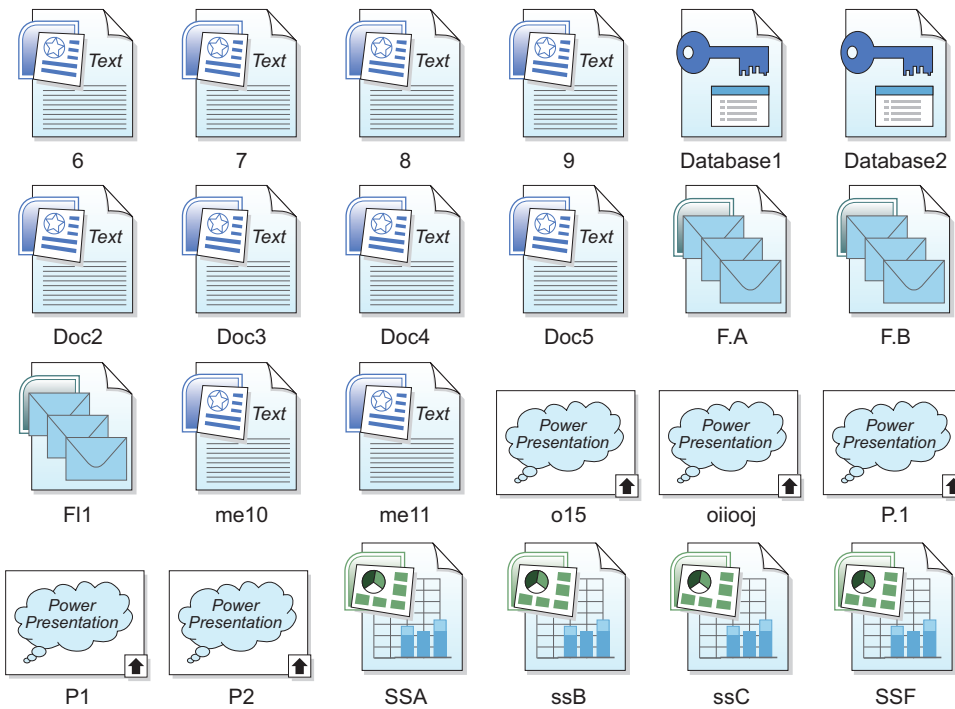 Text Text Text Text
6 7 8 9 Database1 Database2
Text Text Text Text
Doc2 Doc3 Doc4 Doc5 F.A F.B
Text Text
Power Presentation Power Presentation Power Presentation
Fl1 me10 me11 o15 oiiooj P.1
Power Presentation Power Presentation
P1 P2 SSA ssB ssC SSF